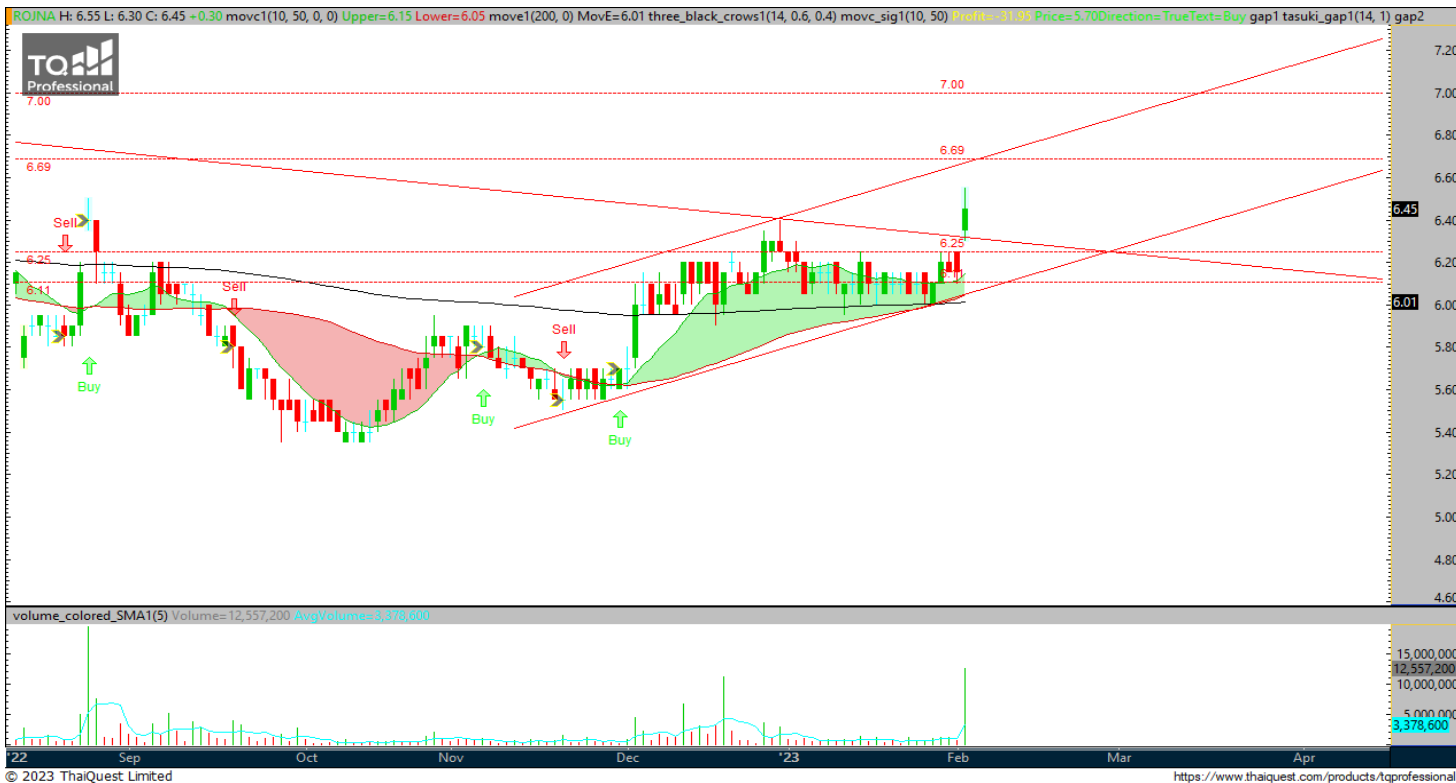 ROJNA H: 6.55 L: 6.30 C: 6.45 +0.30 movc1(10, 50, 0, 0) Upper=6.15 Lower=6.05 move1(200, 0) MovE=6.01 three_black_crows1(14, 0.6, 0.4) movc_sig1(10, 50) Profit=-31.95 Price=5.70Direction=TrueText=Buy gap1 tasuki_gap1(14, 1) gap2
TQ
Professional
7.20
7.00
7.00
7.00
6.80
6.69
6.69
6.60
6.45
6.40
Sell
6.25
6.25
6.20
6.11
Sell
6.00
6.01
5.80
Sell
5.60
Buy
Buy
Buy
5.40
5.20
5.00
4.80
4.60
volume_colored_SMA1(5) Volume=12,557,200 AvgVolume=3,378,600
15,000,000
12,557,200
10,000,000
5,000,000
3,378,600
'22 Sep Oct Nov Dec '23 Feb Mar Apr
© 2023 ThaiQuest Limited
https://www.thaiquest.com/products/tqprofessional